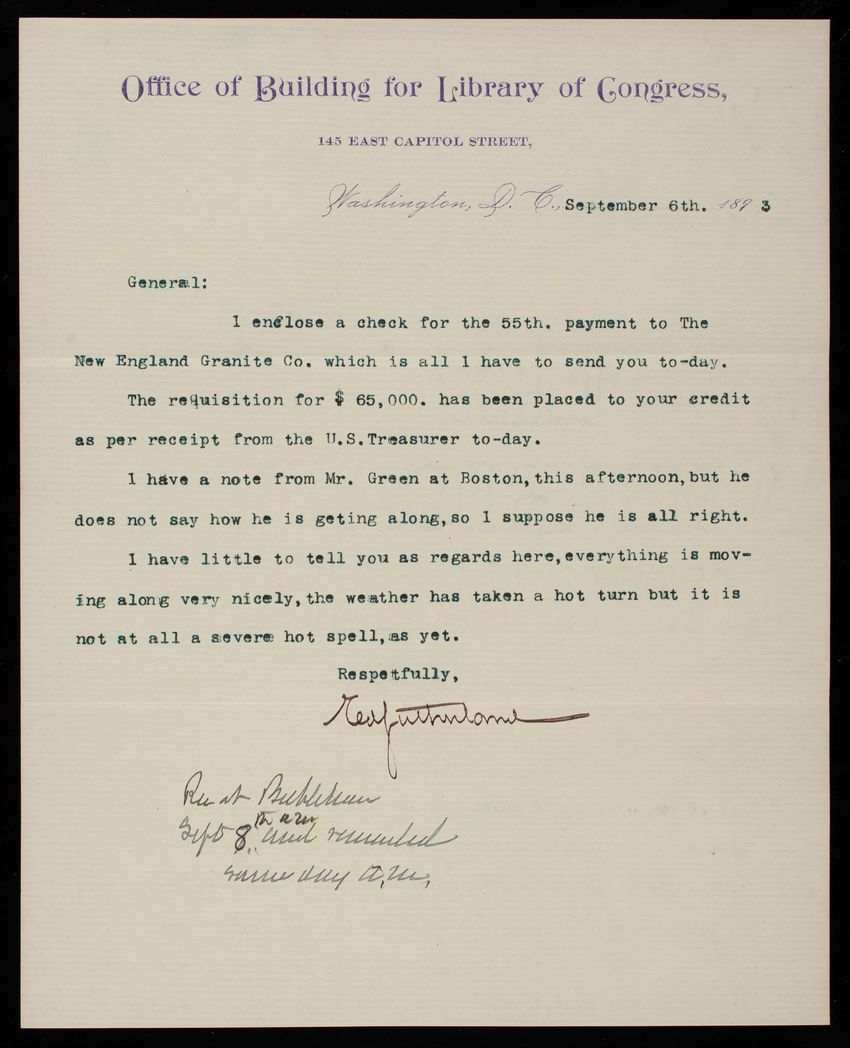 Office of Building for Library of Congress,
145 EAST CAPITOL STREET,
Washington, D. C., September 6th. 1893
General:
I enclose a check for the 55th. payment to The
New England Granite Co. which is all I have to send you to-day.
The requisition for $ 65,000. has been placed to your credit
as per receipt from the U.S.Treasurer to-day.
I have a note from Mr. Green at Boston,this afternoon,but he
does not say how he is geting along,so I suppose he is all right.
I have little to tell you as regards here,everything is mov-
ing along very nicely,the weather has taken a hot turn but it is
not at all a severe hot spell,as yet.
Respetfully,
Sept 8th a m and remailed
same day a.m.